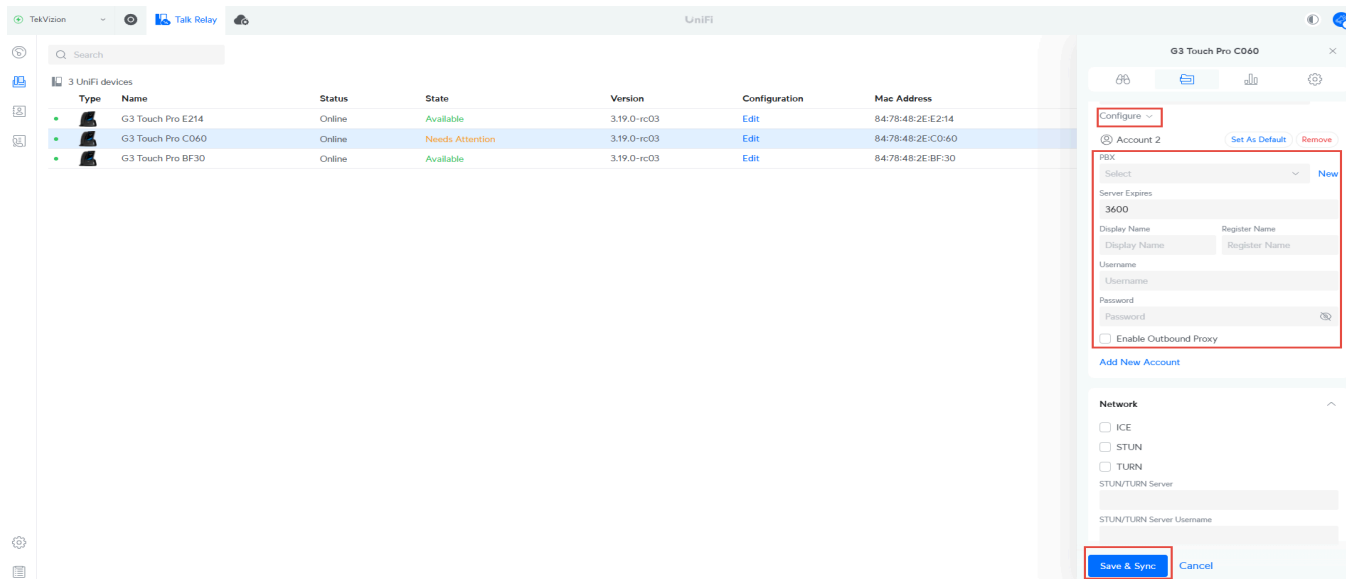 TekVizion
Talk Relay
UniFi
Search
3 UniFi devices
Type Name Status State Version Configuration Mac Address
G3 Touch Pro E214 Online Available 3.19.0-rc03 Edit 84:78:48:2E:E2:14
G3 Touch Pro C060 Online Needs Attention 3.19.0-rc03 Edit 84:78:48:2E:C0:60
G3 Touch Pro BF30 Online Available 3.19.0-rc03 Edit 84:78:48:2E:BF:30
G3 Touch Pro C060
Configure
Account 2 Set As Default Remove
PBX
Select New
Server Expires
3600
Display Name Register Name
Display Name Register Name
Username
Username
Password
Password
Enable Outbound Proxy
Add New Account
Network
ICE
STUN
TURN
STUN/TURN Server
STUN/TURN Server Username
Save & Sync Cancel